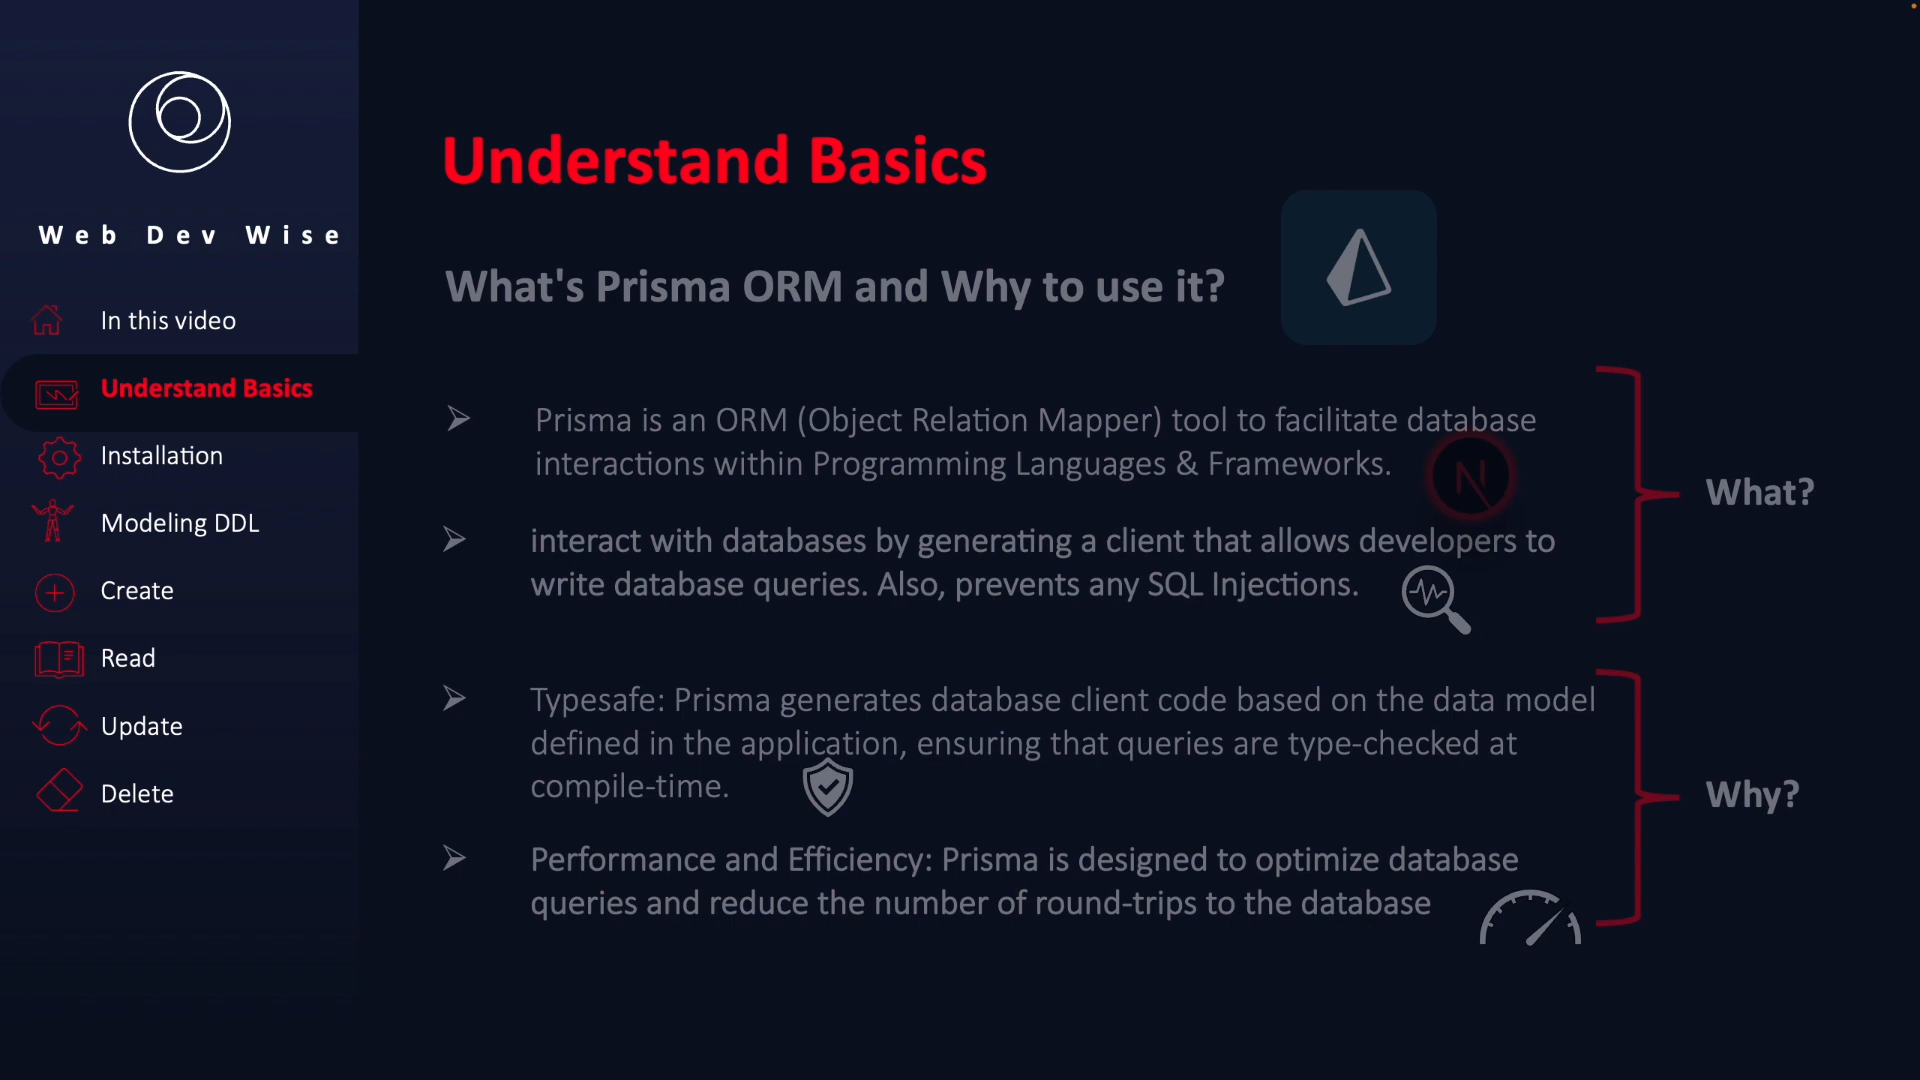 Web Dev Wise
In this video
Understand Basics
Installation
Modeling DDL
Create
Read
Update
Delete
Understand Basics
What's Prisma ORM and Why to use it?
Prisma is an ORM (Object Relation Mapper) tool to facilitate database
interactions within Programming Languages & Frameworks.
N
interact with databases by generating a client that allows developers to
write database queries. Also, prevents any SQL Injections.
What?
Typesafe: Prisma generates database client code based on the data model
defined in the application, ensuring that queries are type-checked at
compile-time.
Performance and Efficiency: Prisma is designed to optimize database
queries and reduce the number of round-trips to the database
Why?